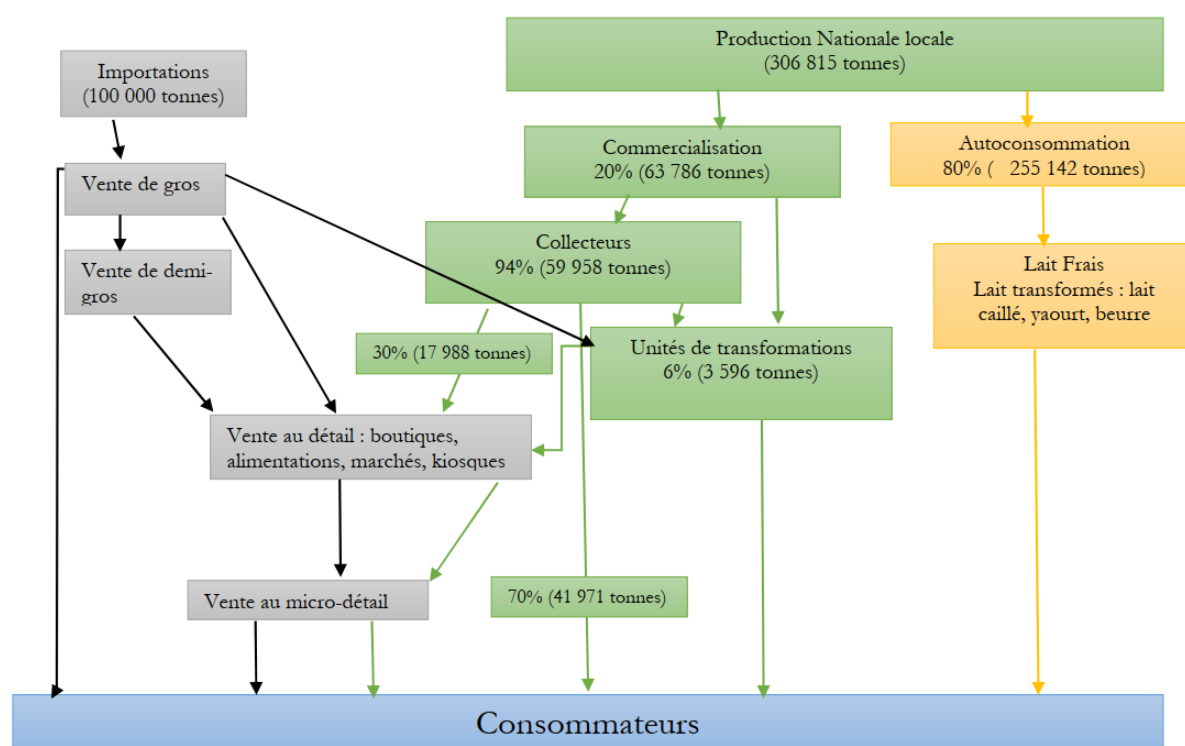 Production Nationale locale
(306 815 tonnes)
Importations
(100 000 tonnes)
Commercialisation
20% (63 786 tonnes)
Autoconsommation
80% (   255 142 tonnes)
Vente de gros
Collecteurs
94% (59 958 tonnes)
Vente de demi-
gros
Lait Frais
Lait transformés : lait
caillé, yaourt, beurre
30% (17 988 tonnes)
Unités de transformations
6% (3 596 tonnes)
Vente au détail : boutiques,
alimentations, marchés, kiosques
Vente au micro-détail
70% (41 971 tonnes)
Consommateurs